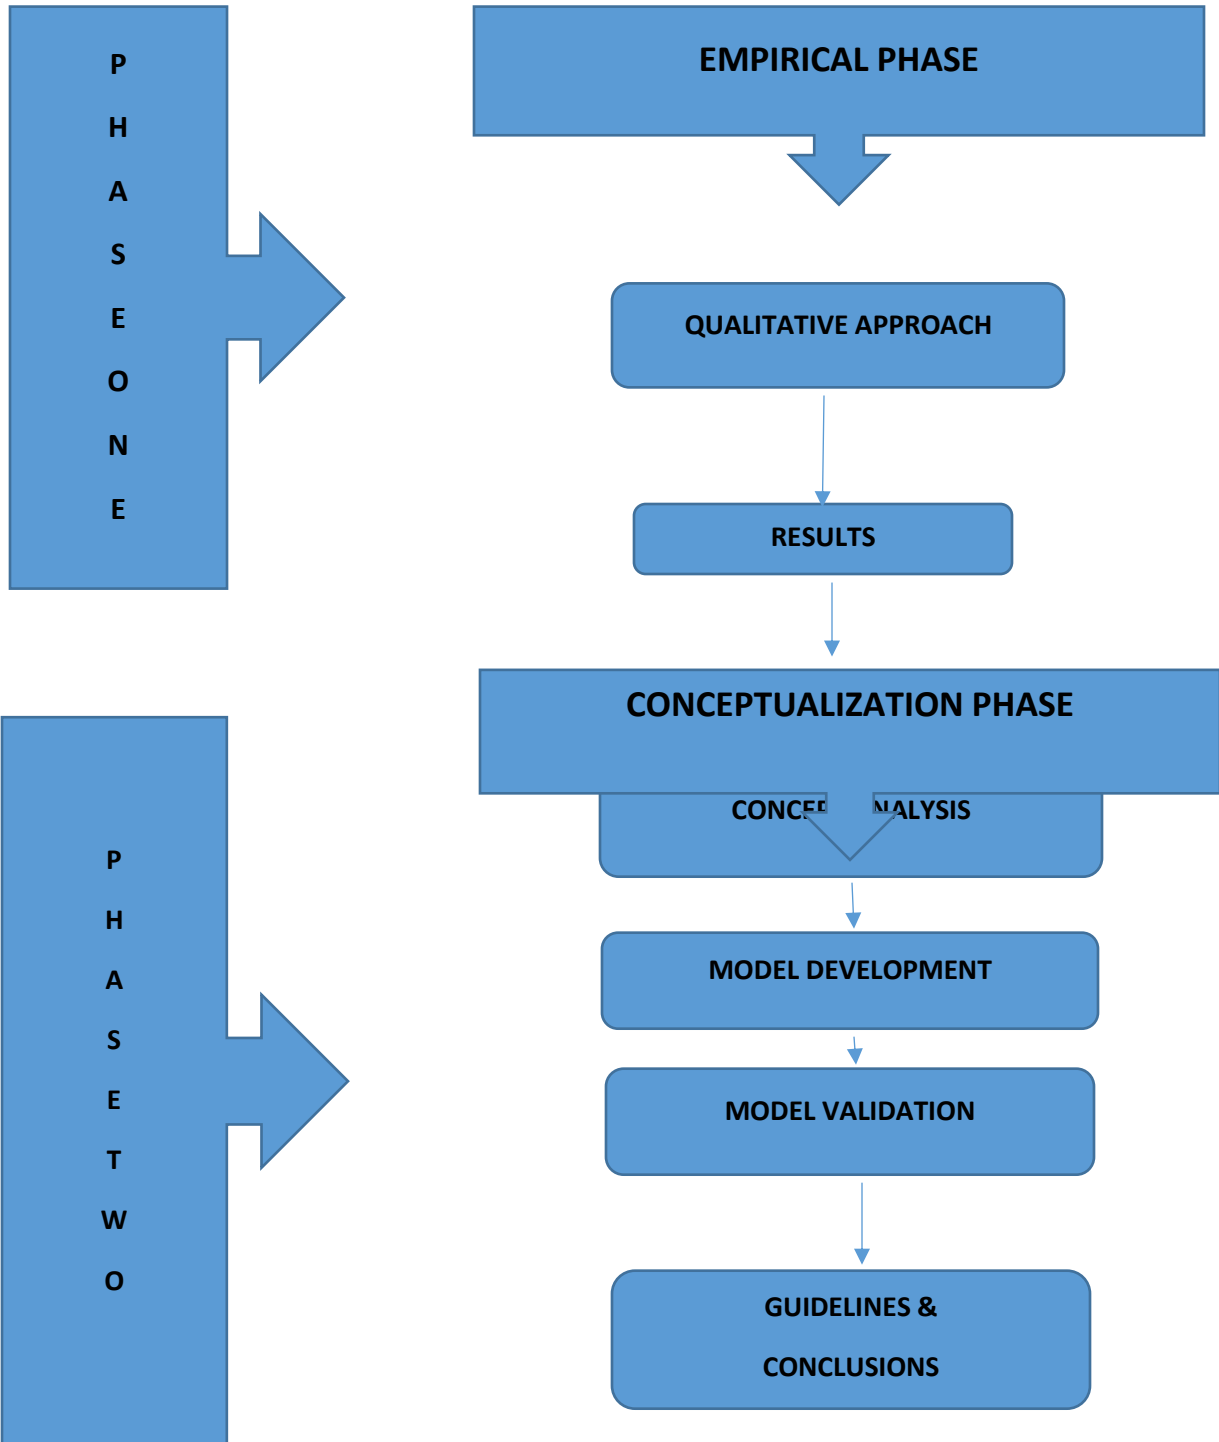 P
H
A
S
E
O
N
E
EMPIRICAL PHASE
QUALITATIVE APPROACH
RESULTS
P
H
A
S
E
T
W
O
CONCEPTUALIZATION PHASE
MODEL DEVELOPMENT
MODEL VALIDATION
GUIDELINES &
CONCLUSIONS